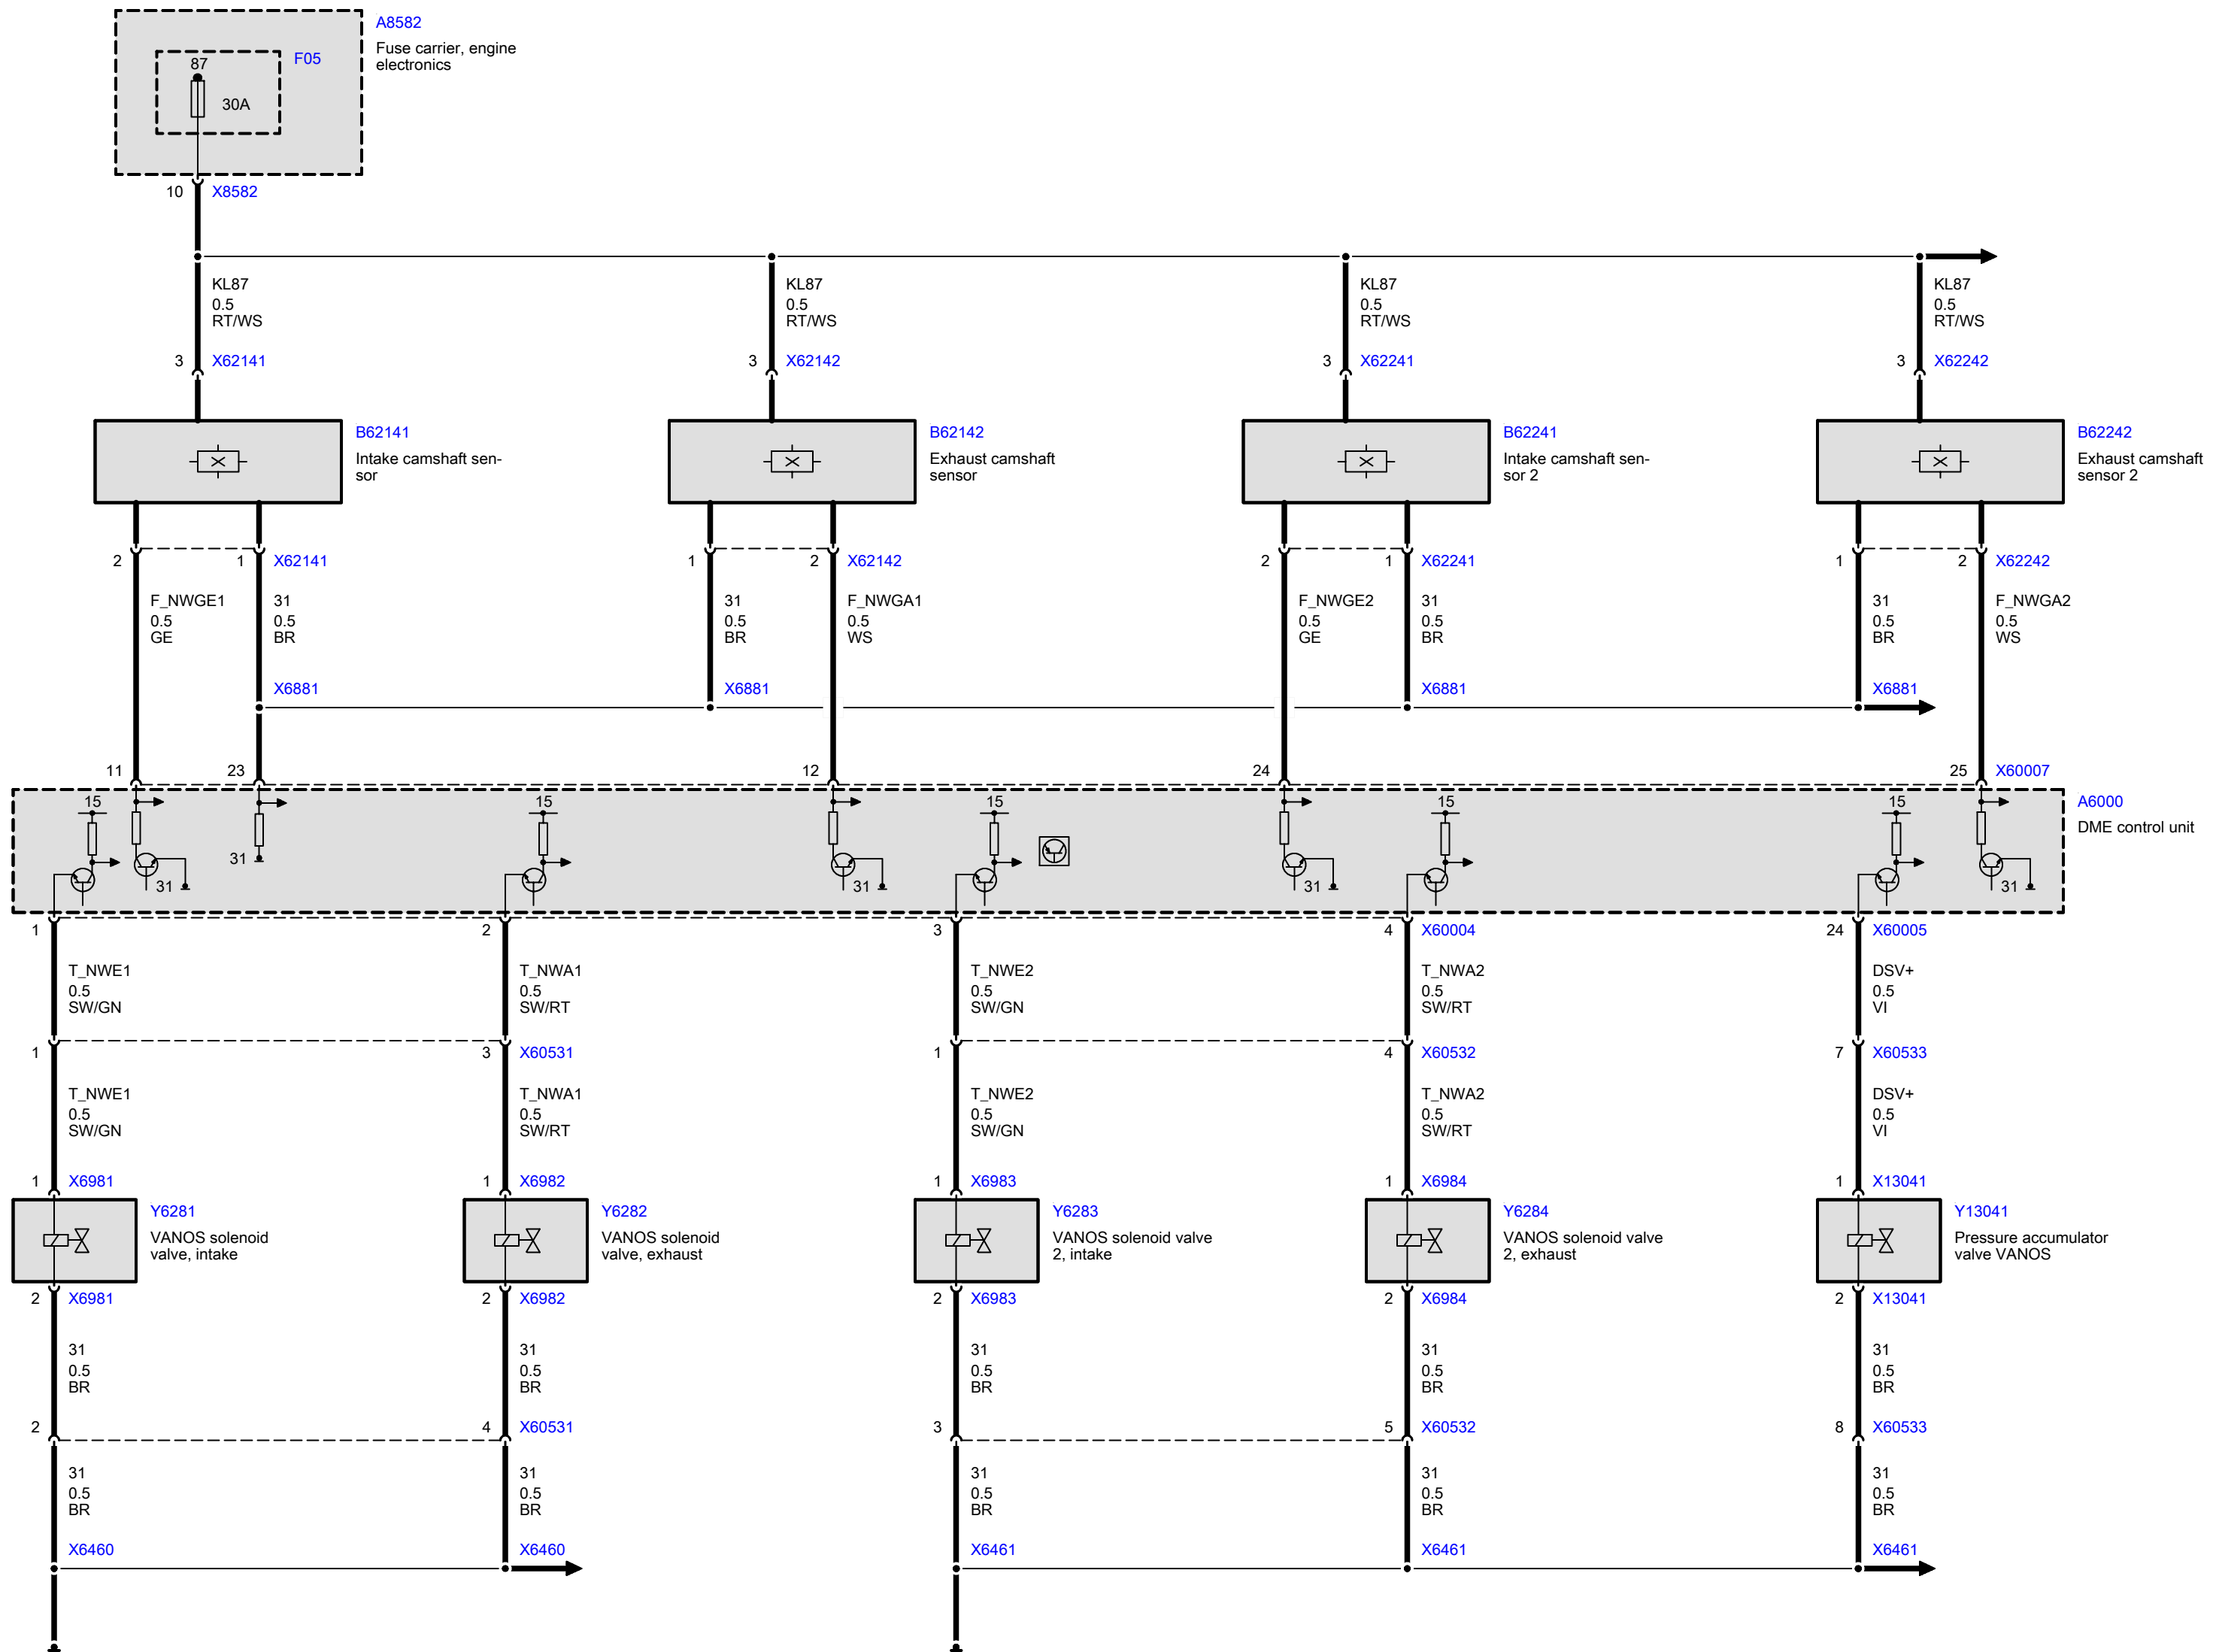 A8582
Fuse carrier, engine
electronics
F05
87
30A
10 X8582
KL87 KL87 KL87 KL87
0.5 0.5 0.5 0.5
RT/WS RT/WS RT/WS RT/WS
3 X62141 3 X62142 3 X62241 3 X62242
B62141 B62142 B62241 B62242
Intake camshaft sen- Exhaust camshaft Intake camshaft sen- Exhaust camshaft
sor sensor sor 2 sensor 2
2 1 X62141 1 2 X62142 2 1 X62241 1 2 X62242
F_NWGE1 31 31 F_NWGA1 F_NWGE2 31 31 F_NWGA2
0.5 0.5 0.5 0.5 0.5 0.5 0.5 0.5
GE BR BR WS GE BR BR WS
X6881 X6881 X6881 X6881
11 23 12 24 25 X60007
15 15 15 15 15 A6000
DME control unit
31
31 31 31 31
1 2 3 4 X60004 24 X60005
T_NWE1 T_NWA1 T_NWE2 T_NWA2 DSV+
0.5 0.5 0.5 0.5 0.5
SW/GN SW/RT SW/GN SW/RT VI
1 3 X60531 1 4 X60532 7 X60533
T_NWE1 T_NWA1 T_NWE2 T_NWA2 DSV+
0.5 0.5 0.5 0.5 0.5
SW/GN SW/RT SW/GN SW/RT VI
1 X6981 1 X6982 1 X6983 1 X6984 1 X13041
Y6281 Y6282 Y6283 Y6284 Y13041
VANOS solenoid VANOS solenoid VANOS solenoid valve VANOS solenoid valve Pressure accumulator
valve, intake valve, exhaust 2, intake 2, exhaust valve VANOS
2 X6981 2 X6982 2 X6983 2 X6984 2 X13041
31 31 31 31 31
0.5 0.5 0.5 0.5 0.5
BR BR BR BR BR
2 4 X60531 3 5 X60532 8 X60533
31 31 31 31 31
0.5 0.5 0.5 0.5 0.5
BR BR BR BR BR
X6460 X6460 X6461 X6461 X6461